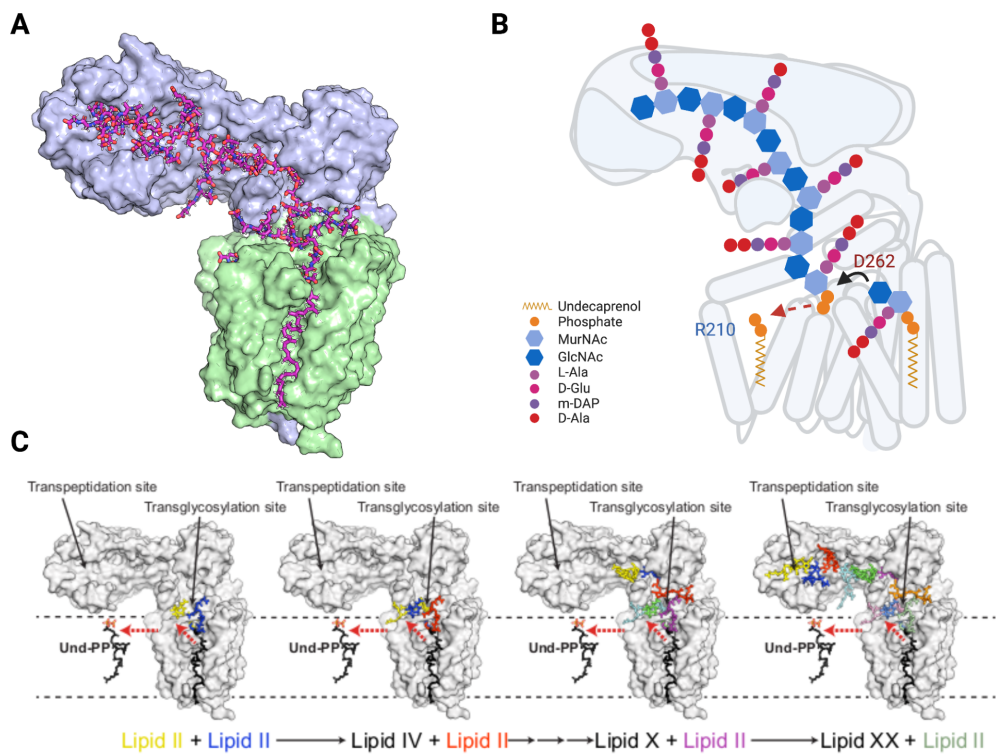 A
B
D262
R210
Undecaprenol
Phosphate
MurNAc
GlcNAc
L-Ala
D-Glu
m-DAP
D-Ala
C
Transpeptidation site
Transglycosylation site
Und-PP
Transpeptidation site
Transglycosylation site
Und-PP
Transpeptidation site
Transglycosylation site
Und-PP
Transpeptidation site
Transglycosylation site
Und-PP
Lipid II + Lipid II Lipid IV + Lipid II Lipid X + Lipid II Lipid XX + Lipid II